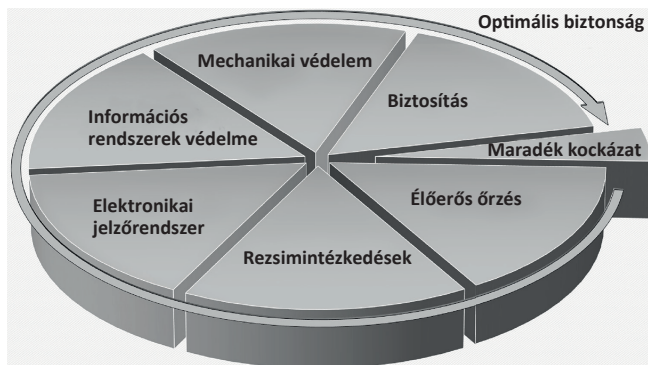 Optimális biztonság
Mechanikai védelem
Biztosítás
Információs
rendszerek védelme
Maradék kockázat
Elektronikai
jelzőrendszer
Élőerős őrzés
Rezsimintézkedések